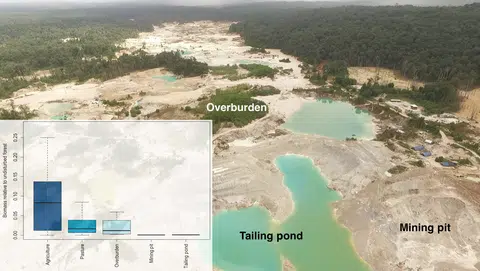 Overburden
Tailing pond
Mining pit
Biomass relative to undisturbed forest
0.25
0.20
0.15
0.10
0.05
0.00
Agriculture
Pasture
Overburden
Mining pit
Tailing pond